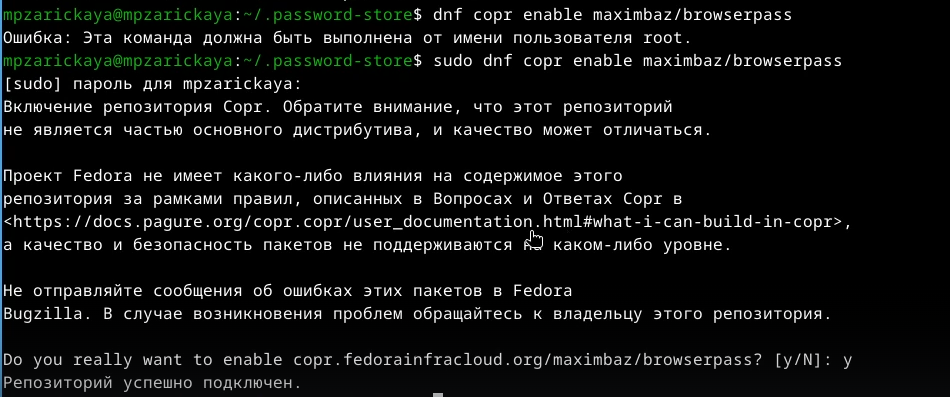 mpzarickaya@mpzarickaya:~/.password-store$ dnf copr enable maximbaz/browserpass
Ошибка: Эта команда должна быть выполнена от имени пользователя root.
mpzarickaya@mpzarickaya:~/.password-store$ sudo dnf copr enable maximbaz/browserpass
[sudo] пароль для mpzarickaya:
Включение репозитория Copr. Обратите внимание, что этот репозиторий
не является частью основного дистрибутива, и качество может отличаться.
Проект Fedora не имеет какого-либо влияния на содержимое этого
репозитория за рамками правил, описанных в Вопросах и Ответах Copr в
<https://docs.pagure.org/copr.copr/user_documentation.html#what-i-can-build-in-copr>,
а качество и безопасность пакетов не поддерживаются на каком-либо уровне.
Не отправляйте сообщения об ошибках этих пакетов в Fedora
Bugzilla. В случае возникновения проблем обращайтесь к владельцу этого репозитория.
Do you really want to enable copr.fedorainfracloud.org/maximbaz/browserpass? [y/N]: y
Репозиторий успешно подключен.